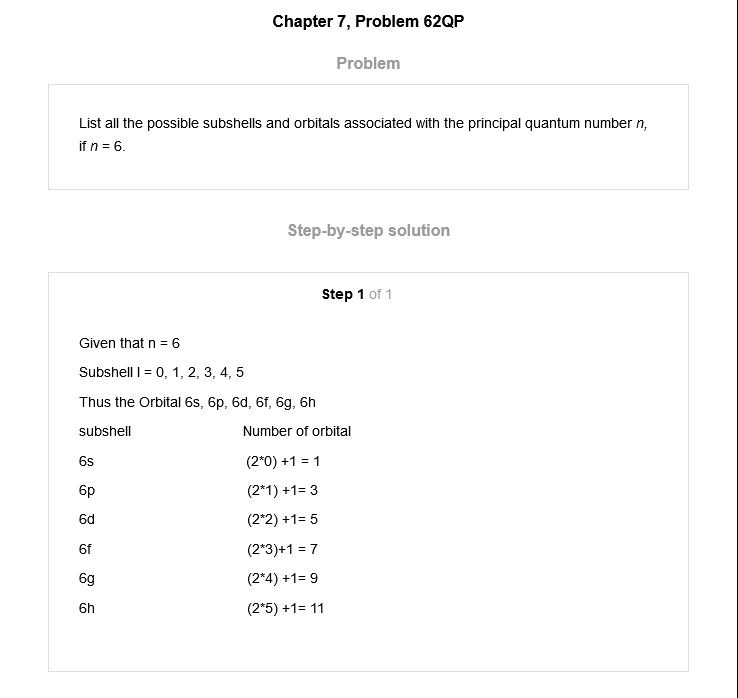 Chapter 7, Problem 62QP
Problem
List all the possible subshells and orbitals associated with the principal quantum number n,
if n = 6.
Step-by-step solution
Step 1 of 1
Given that n = 6
Subshell l = 0, 1, 2, 3, 4, 5
Thus the Orbital 6s, 6p, 6d, 6f, 6g, 6h
subshell Number of orbital
6s (2*0) +1 = 1
6p (2*1) +1= 3
6d (2*2) +1= 5
6f (2*3)+1 = 7
6g (2*4) +1= 9
6h (2*5) +1= 11